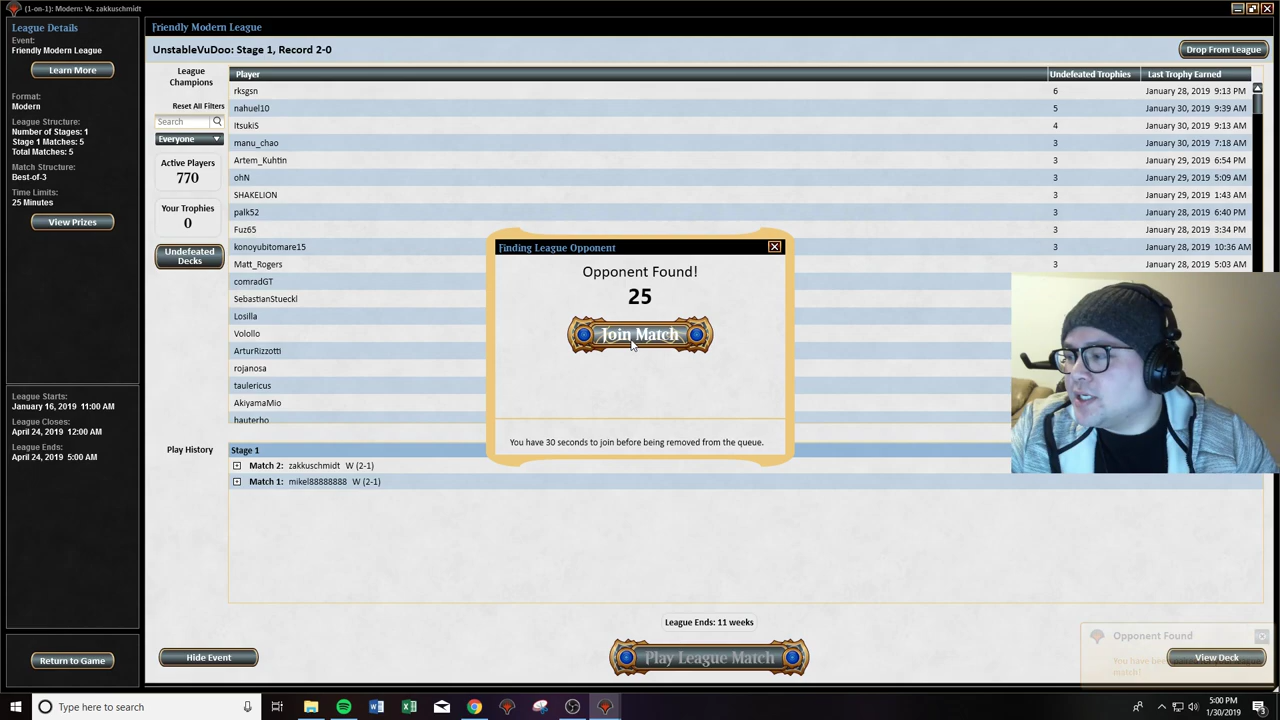 (1-on-1): Modern: Vs. zakkuschmidt
League Details
Event:
Friendly Modern League
Learn More
Format:
Modern
League Structure:
Number of Stages: 1
Stage 1 Matches: 5
Total Matches: 5
Match Structure:
Best-of-3
Time Limits:
25 Minutes
View Prizes
League Starts:
January 16, 2019 11:00 AM
League Closes:
April 24, 2019 12:00 AM
League Ends:
April 24, 2019 5:00 AM
Return to Game
Friendly Modern League
UnstableVuDoo: Stage 1, Record 2-0
Drop From League
League
Champions
Reset All Filters
Search
Everyone
Active Players
770
Your Trophies
0
Undefeated
Decks
Player Undefeated Trophies Last Trophy Earned
rksgsn 6 January 28, 2019 9:13 PM
nahuel10 5 January 30, 2019 9:39 AM
ItsukiS 4 January 30, 2019 9:13 AM
manu_chao 3 January 30, 2019 7:18 AM
Artem_Kuhtin 3 January 29, 2019 6:54 PM
ohN 3 January 29, 2019 5:09 AM
SHAKELION 3 January 29, 2019 1:43 AM
palk52 3 January 28, 2019 6:40 PM
Fuz65 3 January 28, 2019 3:34 PM
konoyubitomare15 3 January 28, 2019 10:36 AM
Matt_Rogers 3 January 28, 2019 5:03 AM
comradGT
SebastianStueckl
Losilla
Volollo
ArturRizzotti
rojanosa
taulericus
AkiyamaMio
hauterho
Finding League Opponent
Opponent Found!
25
Join Match
You have 30 seconds to join before being removed from the queue.
Play History
Stage 1
Match 2: zakkuschmidt W (2-1)
Match 1: mikel88888888 W (2-1)
League Ends: 11 weeks
Hide Event
Play League Match
Opponent Found
View Deck
match!
Type here to search
5:00 PM
1/30/2019
3